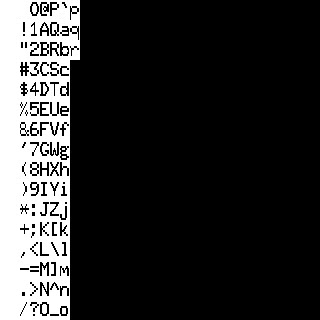 0@P`p
!1AQaq
"2BRbr
#3CSc
$4DTd
%5EUe
&6FVf
'7GWg
(8HXh
)9IYi
*:JZj
+;K[k
,<L\l
-=M]m
.>N^n
/?O_o